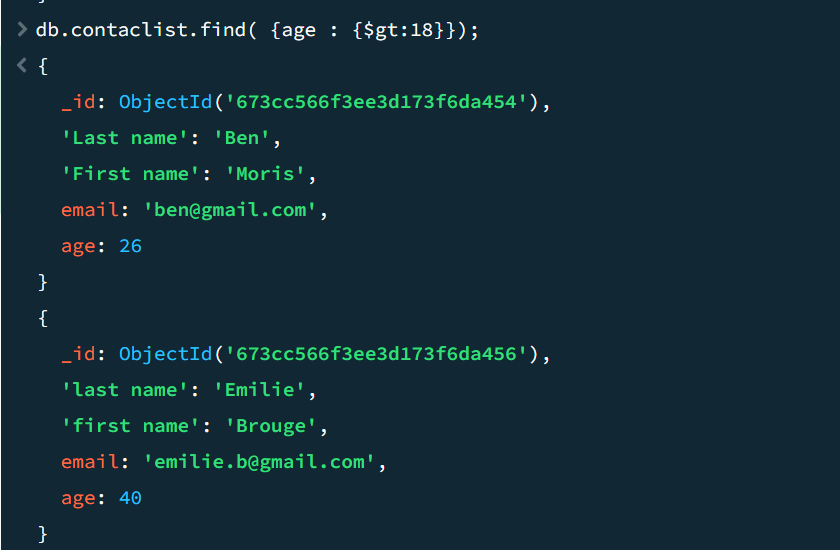 > db.contaclist.find( {age : {$gt:18}});
< {
_id: ObjectId('673cc566f3ee3d173f6da454'),
'Last name': 'Ben',
'First name': 'Moris',
email: 'ben@gmail.com',
age: 26
}
{
_id: ObjectId('673cc566f3ee3d173f6da456'),
'last name': 'Emilie',
'first name': 'Brouge',
email: 'emilie.b@gmail.com',
age: 40
}